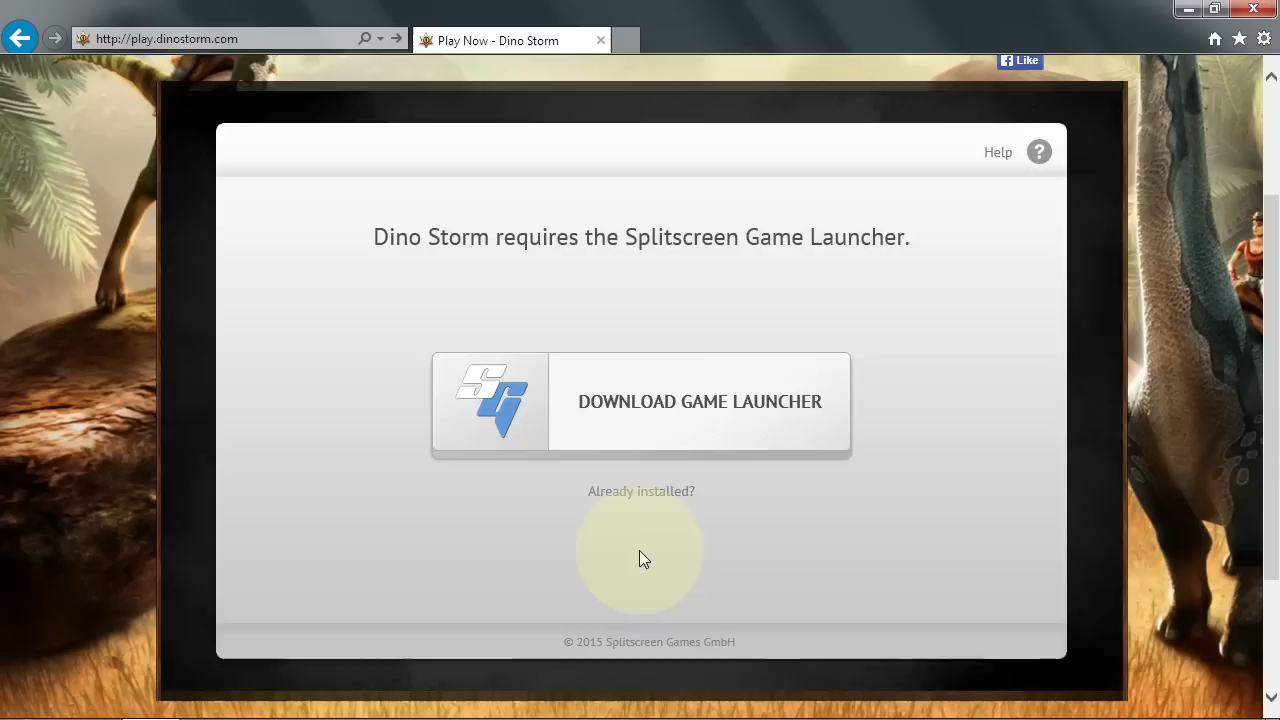 http://play.dinostorm.com
Play Now - Dino Storm
Like
Help
?
Dino Storm requires the Splitscreen Game Launcher.
SG
DOWNLOAD GAME LAUNCHER
Already installed?
© 2015 Splitscreen Games GmbH